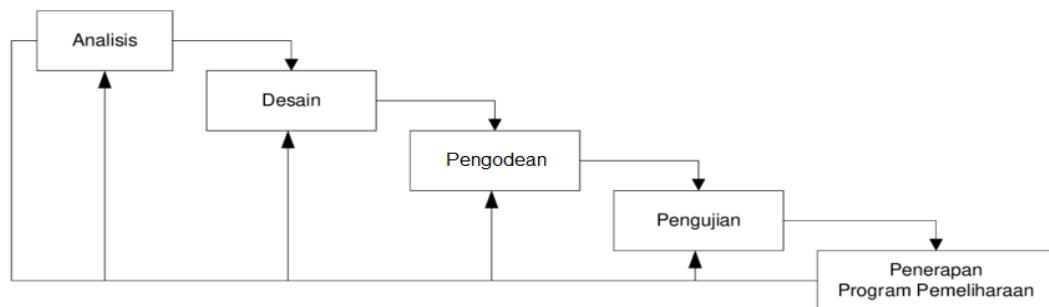 Analisis
Desain
Pengodean
Pengujian
Penerapan
Program Pemeliharaan